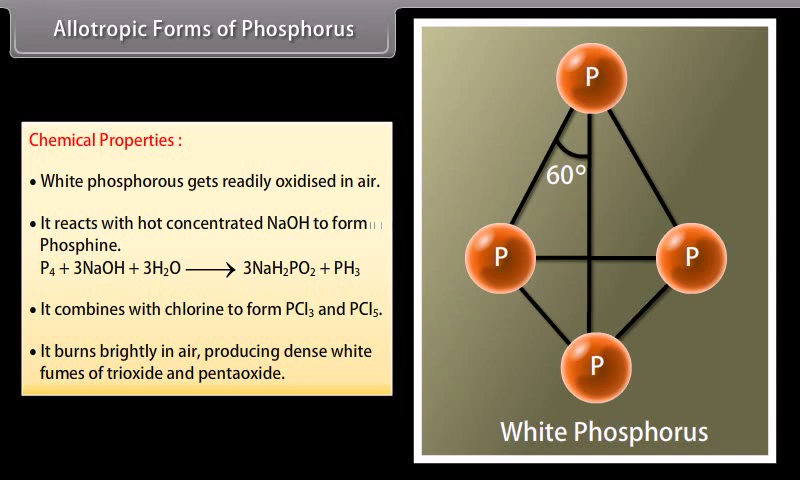 Allotropic Forms of Phosphorus
Chemical Properties :
• White phosphorous gets readily oxidised in air.
• It reacts with hot concentrated NaOH to form
Phosphine.
P₄ + 3NaOH + 3H₂O ⟶ 3NaH₂PO₂ + PH₃
• It combines with chlorine to form PCl₃ and PCl₅.
• It burns brightly in air, producing dense white
fumes of trioxide and pentaoxide.
P
60°
P
P
P
White Phosphorus